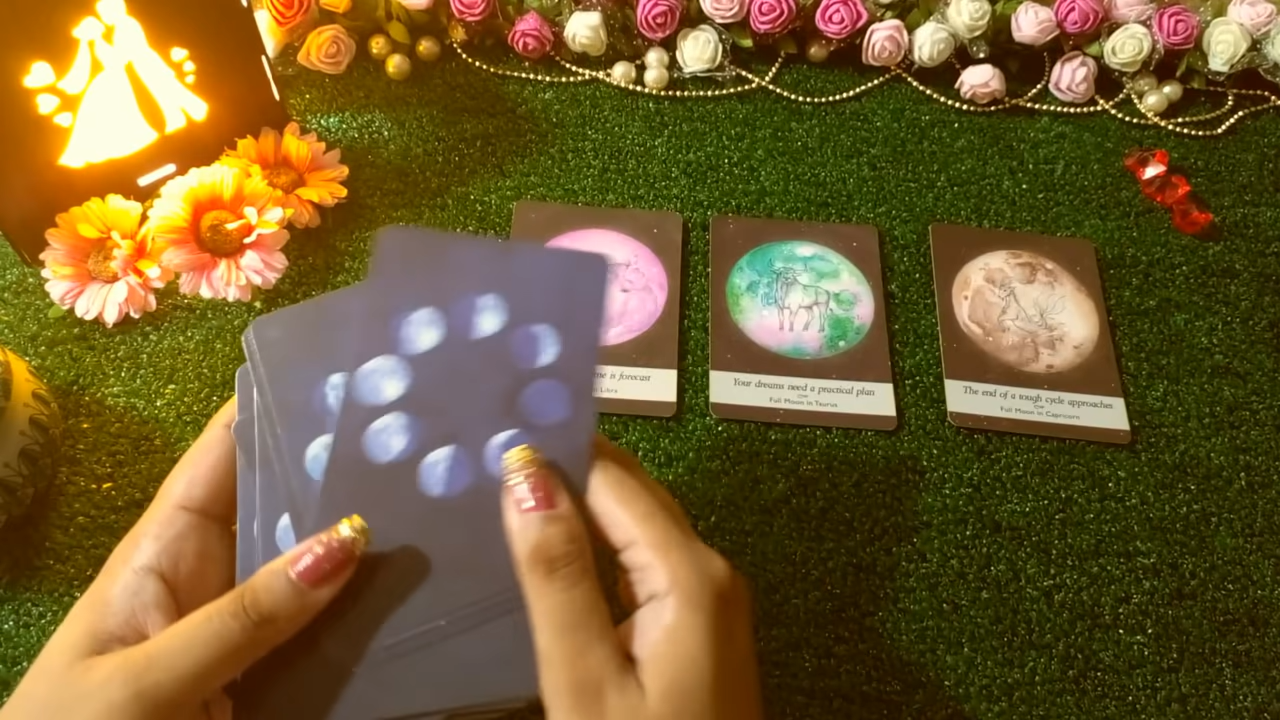 me is forecast
in Libra
Your dreams need a practical plan
Full Moon in Taurus
The end of a tough cycle approaches
Full Moon in Capricorn